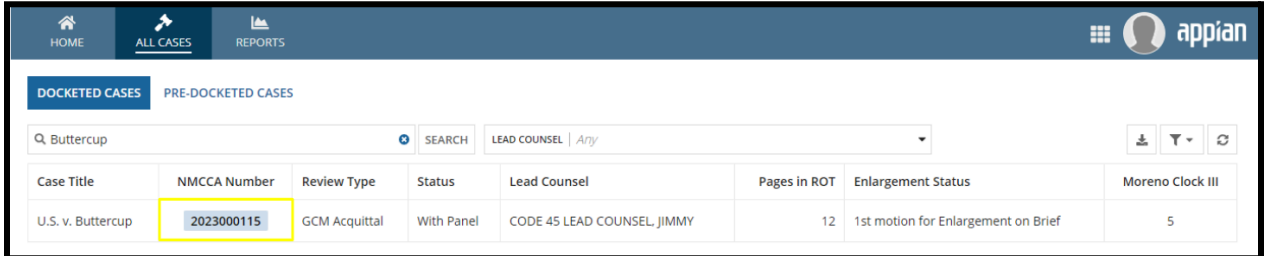 HOME ALL CASES REPORTS appian
DOCKETED CASES PRE-DOCKETED CASES
Buttercup SEARCH LEAD COUNSEL Any
Case Title NMCCA Number Review Type Status Lead Counsel Pages in ROT Enlargement Status Moreno Clock III
U.S. v. Buttercup 2023000115 GCM Acquittal With Panel CODE 45 LEAD COUNSEL, JIMMY 12 1st motion for Enlargement on Brief 5